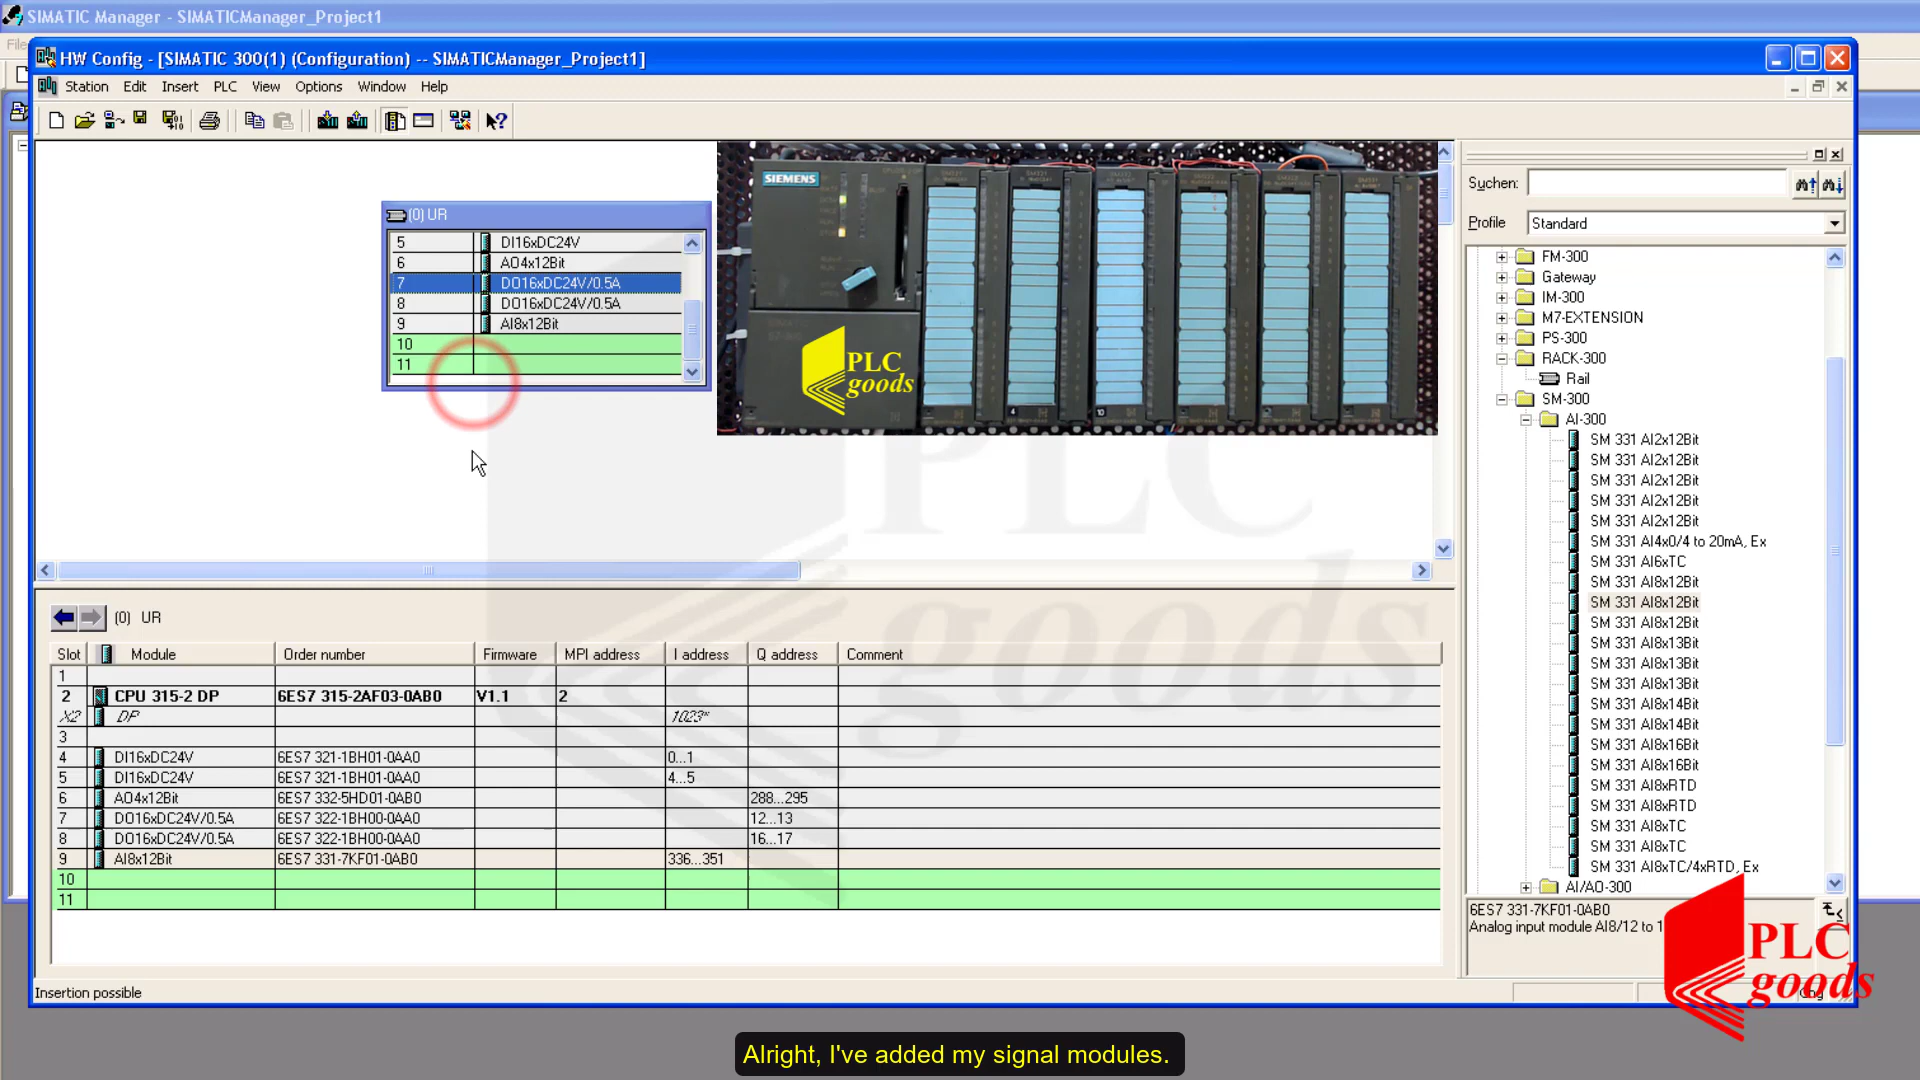 SIMATIC Manager - SIMATICManager_Project1
HW Config - [SIMATIC 300(1) (Configuration) -- SIMATICManager_Project1]
Station Edit Insert PLC View Options Window Help
(0) UR
5 DI16xDC24V
6 AO4x12Bit
7 DO16xDC24V/0.5A
8 DO16xDC24V/0.5A
9 AI8x12Bit
10
11
SIEMENS
PLC
goods
4
10
PLC
goods
Suchen:
Profile Standard
FM-300
Gateway
IM-300
M7-EXTENSION
PS-300
RACK-300
Rail
SM-300
AI-300
SM 331 AI2x12Bit
SM 331 AI2x12Bit
SM 331 AI2x12Bit
SM 331 AI2x12Bit
SM 331 AI2x12Bit
SM 331 AI4x0/4 to 20mA, Ex
SM 331 AI6xTC
SM 331 AI8x12Bit
SM 331 AI8x12Bit
SM 331 AI8x12Bit
SM 331 AI8x13Bit
SM 331 AI8x13Bit
SM 331 AI8x13Bit
SM 331 AI8x14Bit
SM 331 AI8x14Bit
SM 331 AI8x16Bit
SM 331 AI8x16Bit
SM 331 AI8xRTD
SM 331 AI8xRTD
SM 331 AI8xTC
SM 331 AI8xTC
SM 331 AI8xTC/4xRTD, Ex
AI/AO-300
6ES7 331-7KF01-0AB0
Analog input module AI8/12 to 1
(0) UR
Slot Module Order number Firmware MPI address I address Q address Comment
1
2 CPU 315-2 DP 6ES7 315-2AF03-0AB0 V1.1 2
X2 DP 1023*
3
4 DI16xDC24V 6ES7 321-1BH01-0AA0 0...1
5 DI16xDC24V 6ES7 321-1BH01-0AA0 4...5
6 AO4x12Bit 6ES7 332-5HD01-0AB0 288...295
7 DO16xDC24V/0.5A 6ES7 322-1BH00-0AA0 12...13
8 DO16xDC24V/0.5A 6ES7 322-1BH00-0AA0 16...17
9 AI8x12Bit 6ES7 331-7KF01-0AB0 336...351
10
11
Insertion possible
PLC
goods
Alright, I've added my signal modules.